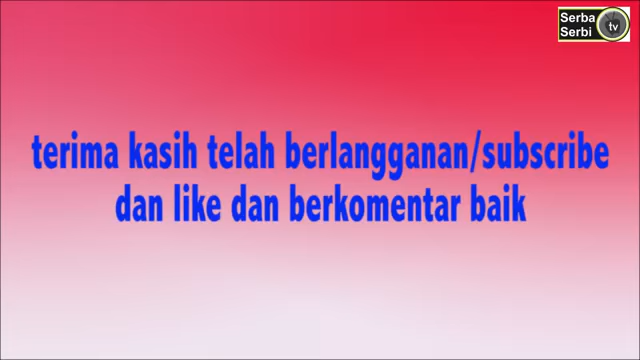 Serba
Serbi tv
terima kasih telah berlangganan/subscribe
dan like dan berkomentar baik